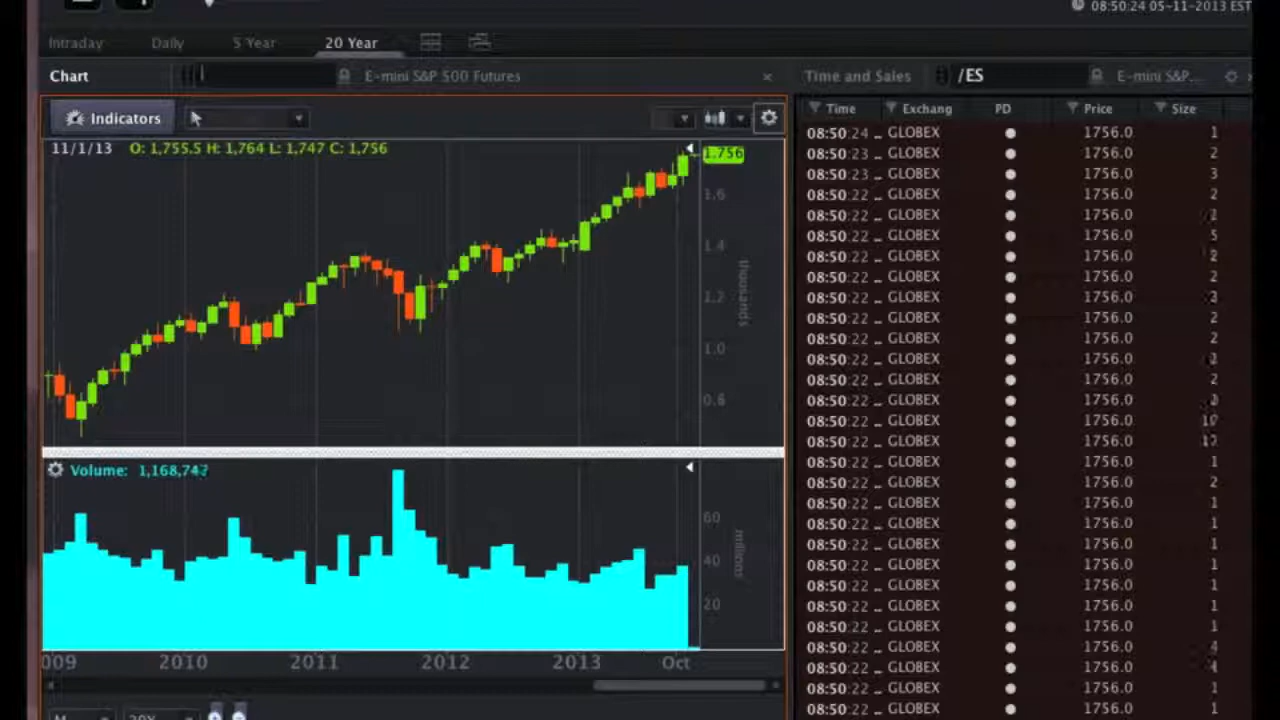 08:50:24 05-11-2013 EST
Intraday Daily 5 Year 20 Year
Chart E-mini S&P 500 Futures
Time and Sales /ES E-mini S&P...
Indicators
Time Exchang PD Price Size
11/1/13 O: 1,755.5 H: 1,764 L: 1,747 C: 1,756
1,756
1.6
1.4
1.2
1.0
0.8
thousands
Volume:
60
40
20
millions
009 2010 2011 2012 2013 Oct
08:50:24 .. GLOBEX 1756.0 1
08:50:23 .. GLOBEX 1756.0 2
08:50:23 .. GLOBEX 1756.0 3
08:50:22 .. GLOBEX 1756.0 2
08:50:22 .. GLOBEX 1756.0
08:50:22 .. GLOBEX 1756.0 5
08:50:22 .. GLOBEX 1756.0 2
08:50:22 .. GLOBEX 1756.0 2
08:50:22 .. GLOBEX 1756.0
08:50:22 .. GLOBEX 1756.0 2
08:50:22 .. GLOBEX 1756.0 2
08:50:22 .. GLOBEX 1756.0
08:50:22 .. GLOBEX 1756.0 2
08:50:22 .. GLOBEX 1756.0
08:50:22 .. GLOBEX 1756.0
08:50:22 .. GLOBEX 1756.0
08:50:22 .. GLOBEX 1756.0 1
08:50:22 .. GLOBEX 1756.0 2
08:50:22 .. GLOBEX 1756.0 1
08:50:22 .. GLOBEX 1756.0 1
08:50:22 .. GLOBEX 1756.0 1
08:50:22 .. GLOBEX 1756.0 1
08:50:22 .. GLOBEX 1756.0 1
08:50:22 .. GLOBEX 1756.0 1
08:50:22 .. GLOBEX 1756.0 1
08:50:22 .. GLOBEX 1756.0 4
08:50:22 .. GLOBEX 1756.0 4
08:50:22 .. GLOBEX 1756.0 1
08:50:22 .. GLOBEX 1756.0 1